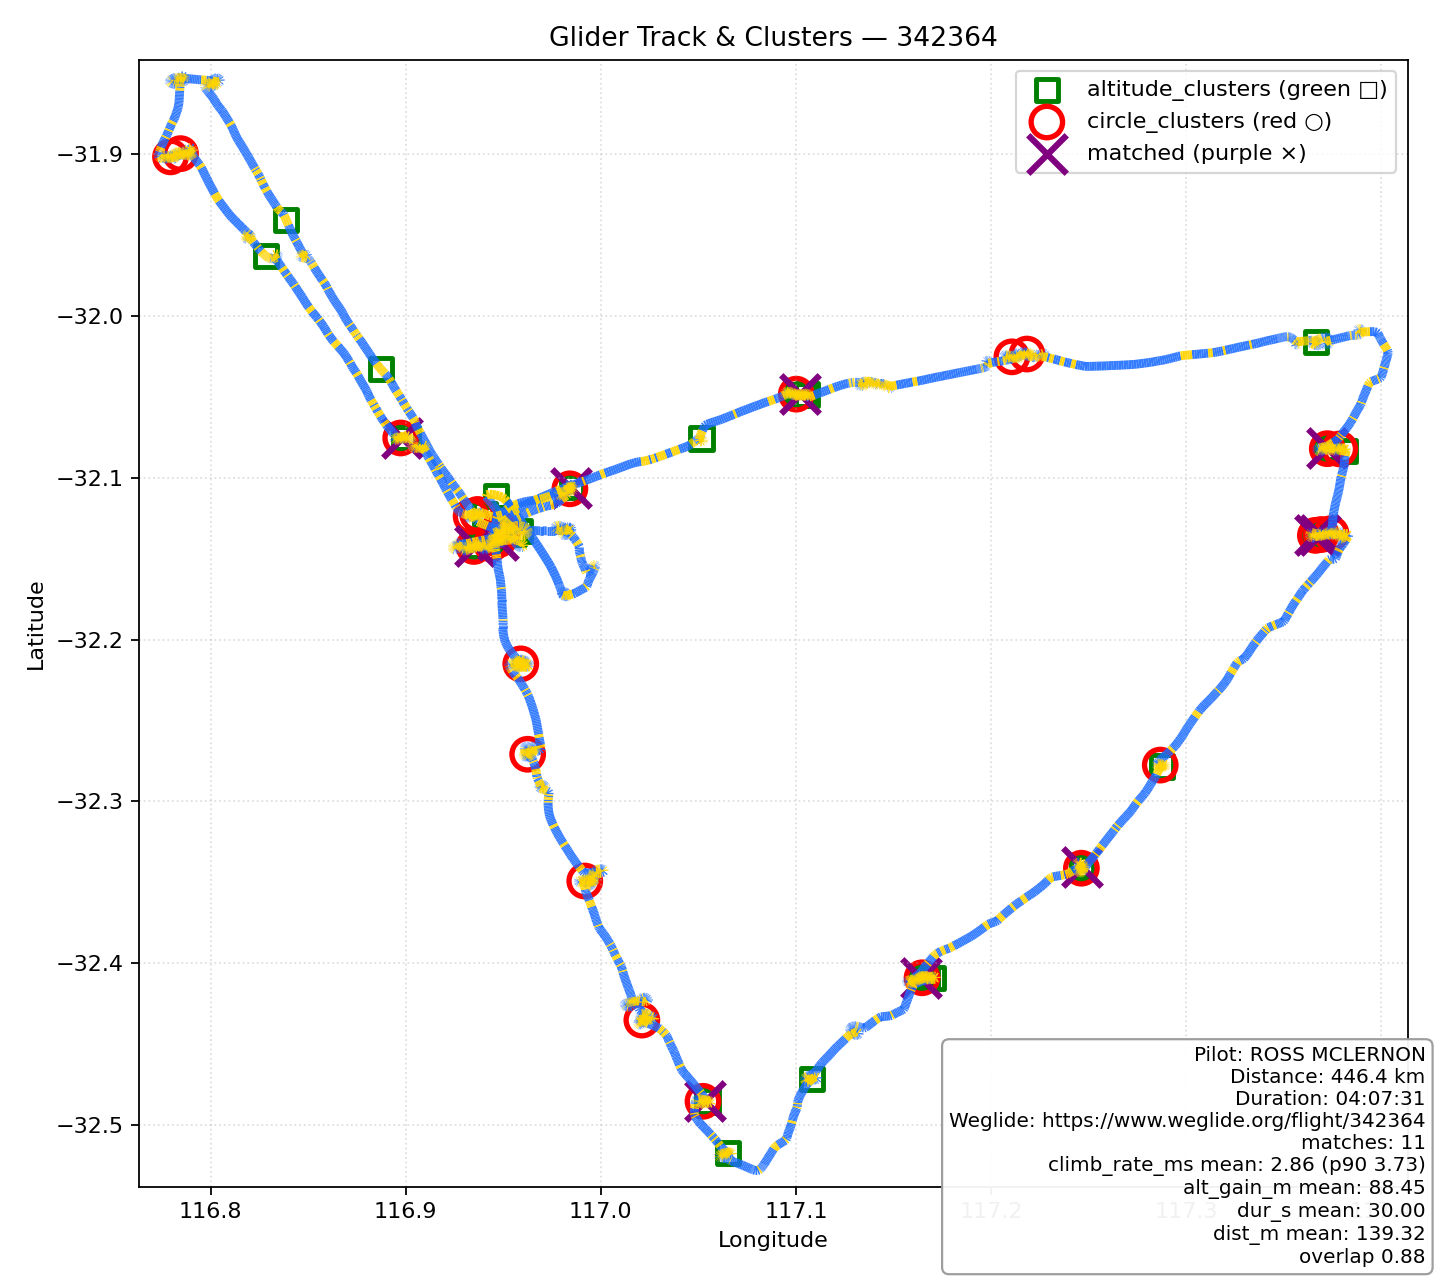 Glider Track & Clusters — 342364
altitude_clusters (green □)
circle_clusters (red ○)
matched (purple ×)
−31.9
−32.0
−32.1
−32.2
−32.3
−32.4
−32.5
Latitude
116.8 116.9 117.0 117.1 117.2 117.3
Longitude
Pilot: ROSS MCLERNON
Distance: 446.4 km
Duration: 04:07:31
Weglide: https://www.weglide.org/flight/342364
matches: 11
climb_rate_ms mean: 2.86 (p90 3.73)
alt_gain_m mean: 88.45
dur_s mean: 30.00
dist_m mean: 139.32
overlap 0.88